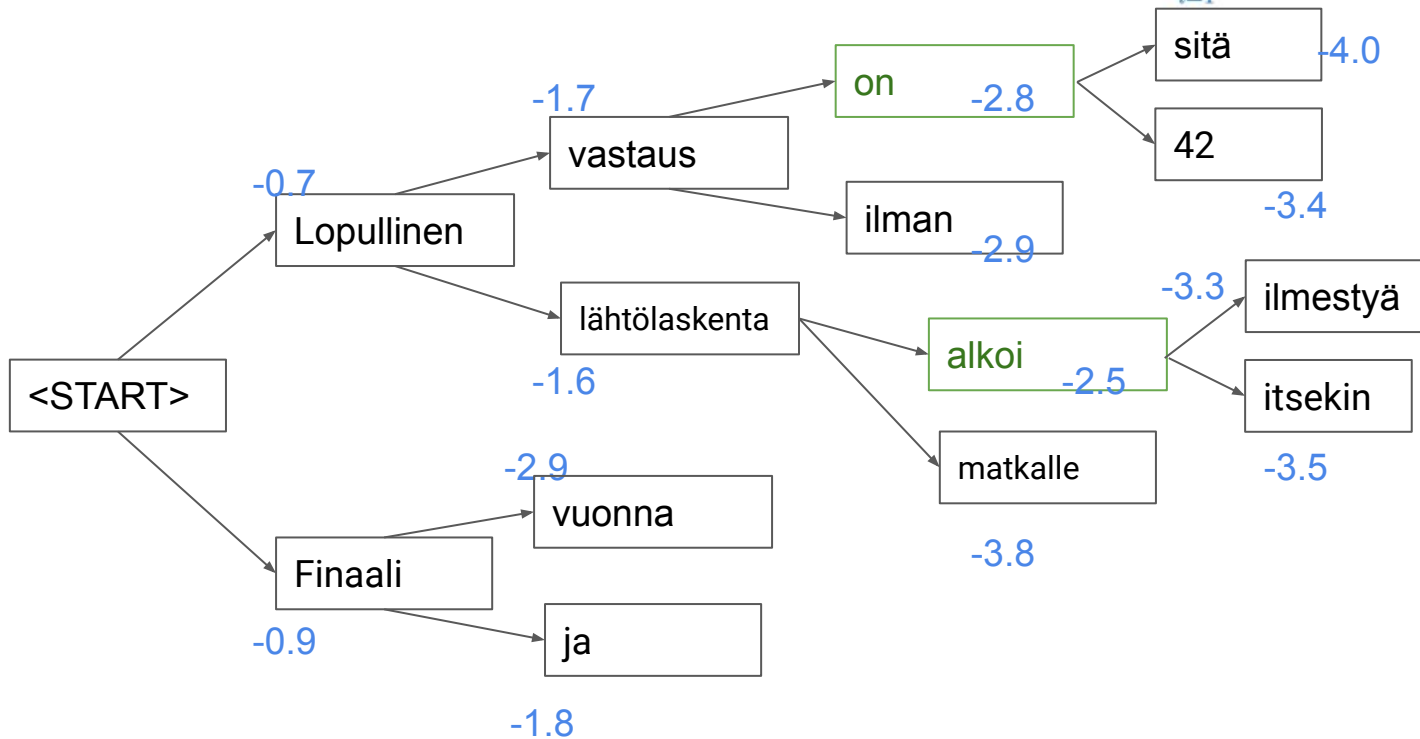 sitä
-4.0
on
-2.8
-1.7
42
vastaus
-0.7
-3.4
Lopullinen
ilman
-2.9
-3.3
ilmestyä
lähtölaskenta
alkoi
-2.5
-1.6
<START>
itsekin
-2.9
matkalle
-3.5
vuonna
-3.8
Finaali
-0.9
ja
-1.8